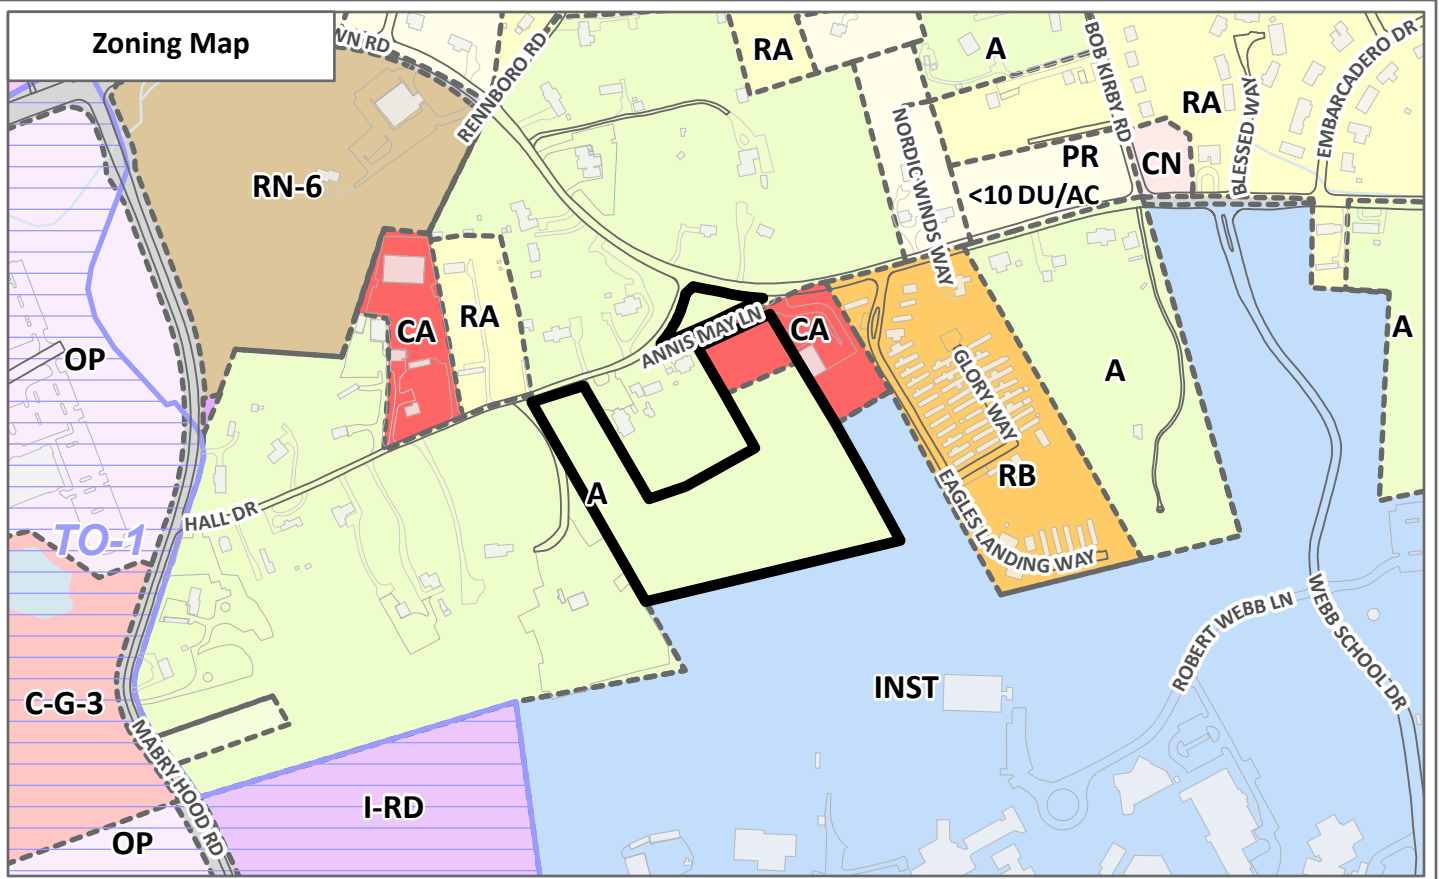 Zoning Map
WN RD
RENNBORO RD
RA
A
BOB KIRBY RD
RA
BLESSED WAY
EMBARCADERO DR
NORDIC WINDS WAY
PR
<10 DU/AC
CN
RN-6
CA
RA
ANNIS MAY LN
CA
A
OP
GLORY WAY
A
RB
A
EAGLES LANDING WAY
HALL DR
TO-1
ROBERT WEBB LN
WEBB SCHOOL DR
INST
C-G-3
MABRY HOOD RD
I-RD
OP